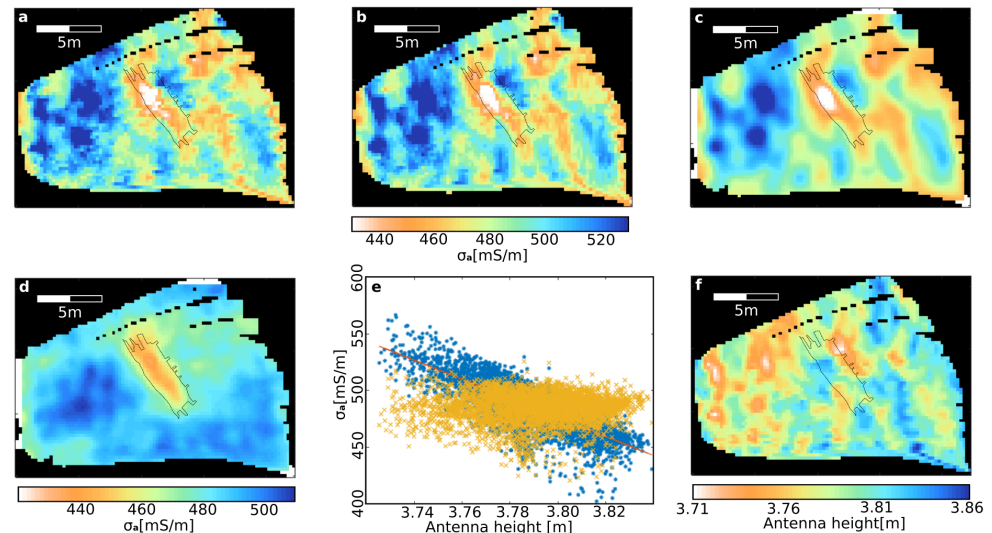 a
5m
b
5m
c
5m
440 460 480 500 520
σₐ[mS/m]
d
5m
440 460 480 500
σₐ[mS/m]
e
600
550
500
450
400
σₐ[mS/m]
3.74 3.76 3.78 3.80 3.82
Antenna height [m]
f
5m
3.71 3.76 3.81 3.86
Antenna height[m]